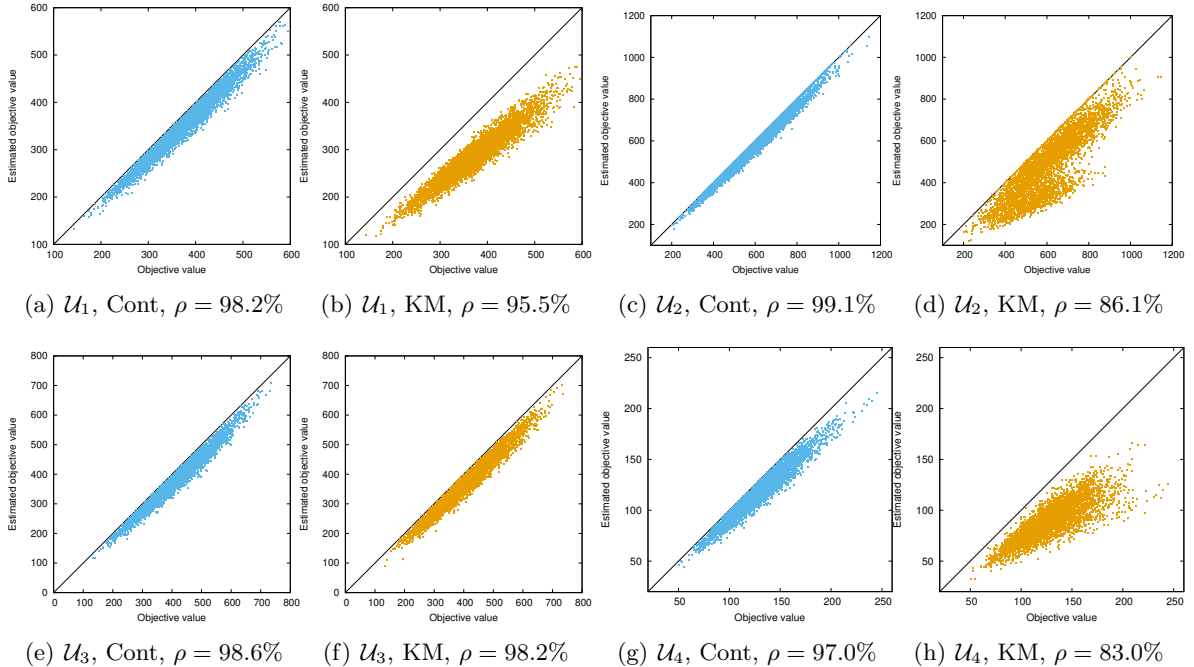 600
500
400
300
200
100
100 200 300 400 500 600
Estimated objective value
Objective value
(a) 𝒰₁, Cont, ρ = 98.2%
600
500
400
300
200
100
100 200 300 400 500 600
Estimated objective value
Objective value
(b) 𝒰₁, KM, ρ = 95.5%
1200
1000
800
600
400
200
200 400 600 800 1000 1200
Estimated objective value
Objective value
(c) 𝒰₂, Cont, ρ = 99.1%
1200
1000
800
600
400
200
200 400 600 800 1000 1200
Estimated objective value
Objective value
(d) 𝒰₂, KM, ρ = 86.1%
800
700
600
500
400
300
200
100
0
0 100 200 300 400 500 600 700 800
Estimated objective value
Objective value
(e) 𝒰₃, Cont, ρ = 98.6%
800
700
600
500
400
300
200
100
0
0 100 200 300 400 500 600 700 800
Estimated objective value
Objective value
(f) 𝒰₃, KM, ρ = 98.2%
250
200
150
100
50
50 100 150 200 250
Estimated objective value
Objective value
(g) 𝒰₄, Cont, ρ = 97.0%
250
200
150
100
50
50 100 150 200 250
Estimated objective value
Objective value
(h) 𝒰₄, KM, ρ = 83.0%